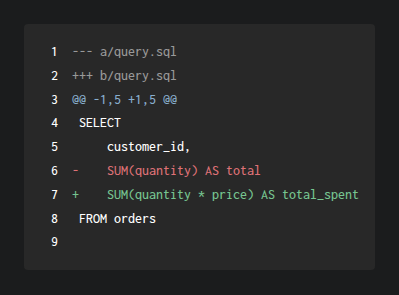 1 --- a/query.sql
2 +++ b/query.sql
3 @@ -1,5 +1,5 @@
4  SELECT
5      customer_id,
6 -    SUM(quantity) AS total
7 +    SUM(quantity * price) AS total_spent
8  FROM orders
9